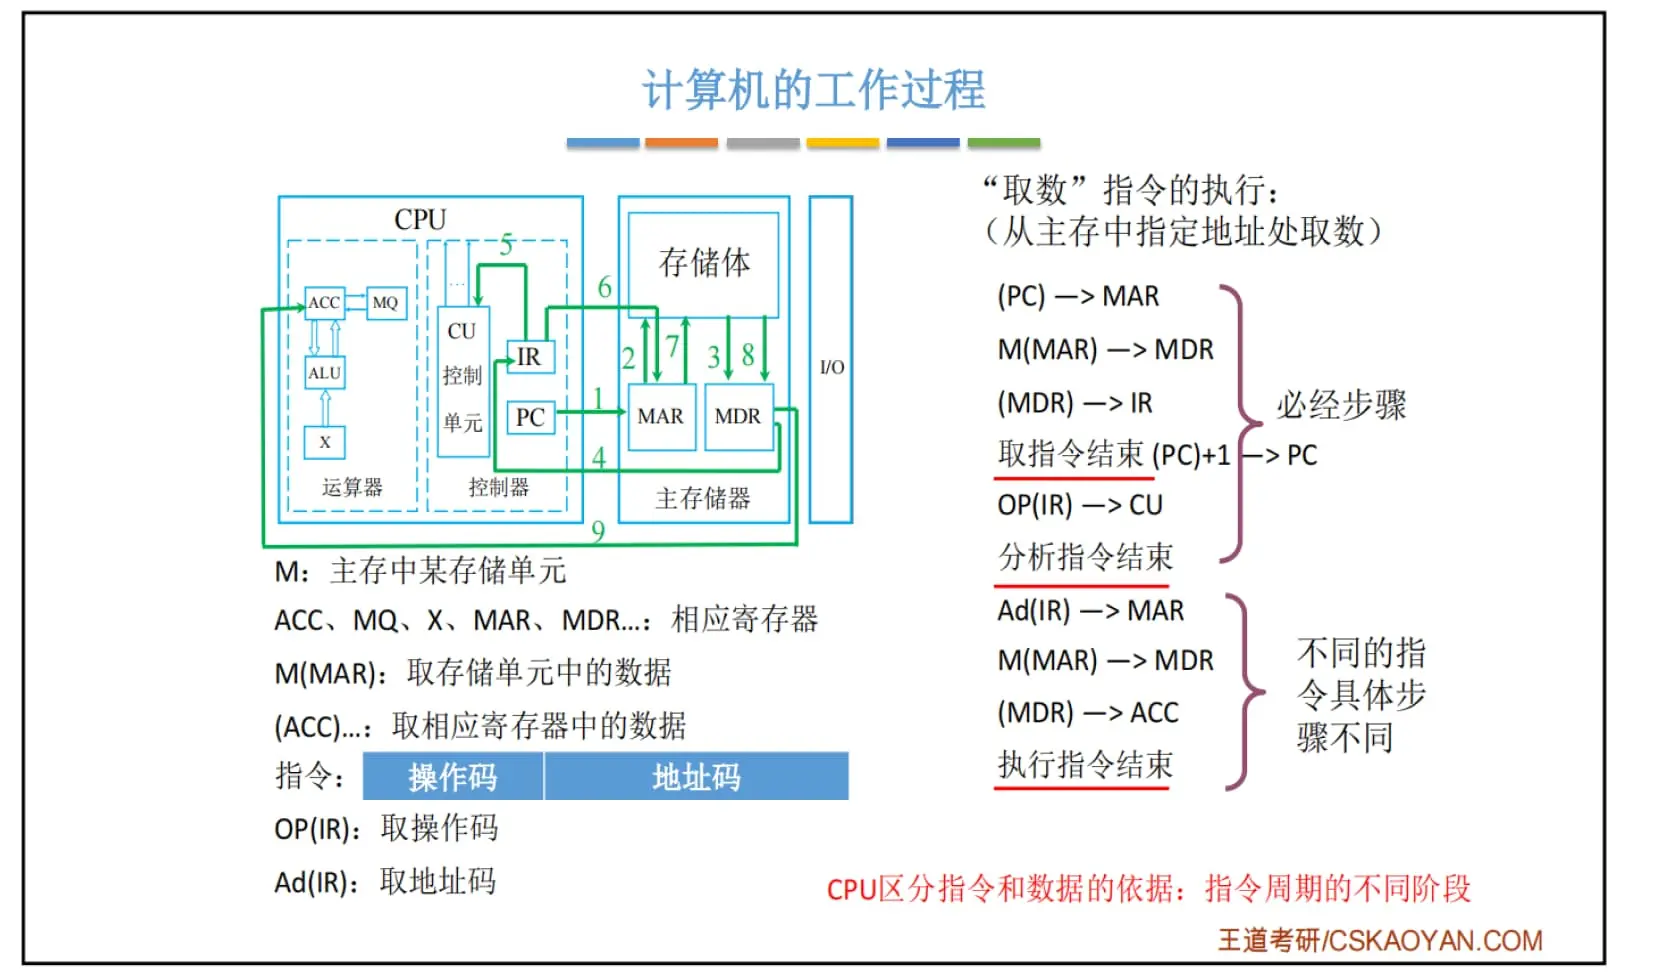 计算机的工作过程
CPU
ACC
MQ
ALU
X
运算器
...
CU
控制
单元
IR
PC
控制器
存储体
MAR
MDR
主存储器
I/O
1
2
3
4
5
6
7
8
9
M：主存中某存储单元
ACC、MQ、X、MAR、MDR...：相应寄存器
M(MAR)：取存储单元中的数据
(ACC)...：取相应寄存器中的数据
指令： 操作码 地址码
OP(IR)：取操作码
Ad(IR)：取地址码
“取数”指令的执行：
（从主存中指定地址处取数）
(PC) —> MAR
M(MAR) —> MDR
(MDR) —> IR
取指令结束 (PC)+1 —> PC
OP(IR) —> CU
分析指令结束
必经步骤
Ad(IR) —> MAR
M(MAR) —> MDR
(MDR) —> ACC
执行指令结束
不同的指
令具体步
骤不同
CPU区分指令和数据的依据：指令周期的不同阶段
王道考研/CSKAOYAN.COM